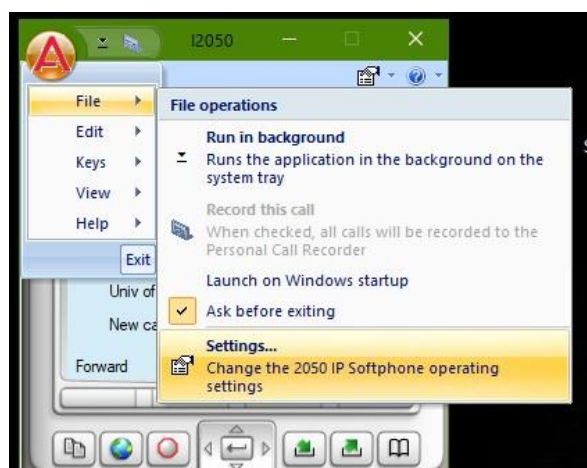 I2050
File
File operations
Edit
Run in background
Keys
Runs the application in the background on the
system tray
View
Record this call
Help
When checked, all calls will be recorded to the
Personal Call Recorder
Exit
Launch on Windows startup
Univ of
Ask before exiting
New ca
Settings...
Forward
Change the 2050 IP Softphone operating
settings